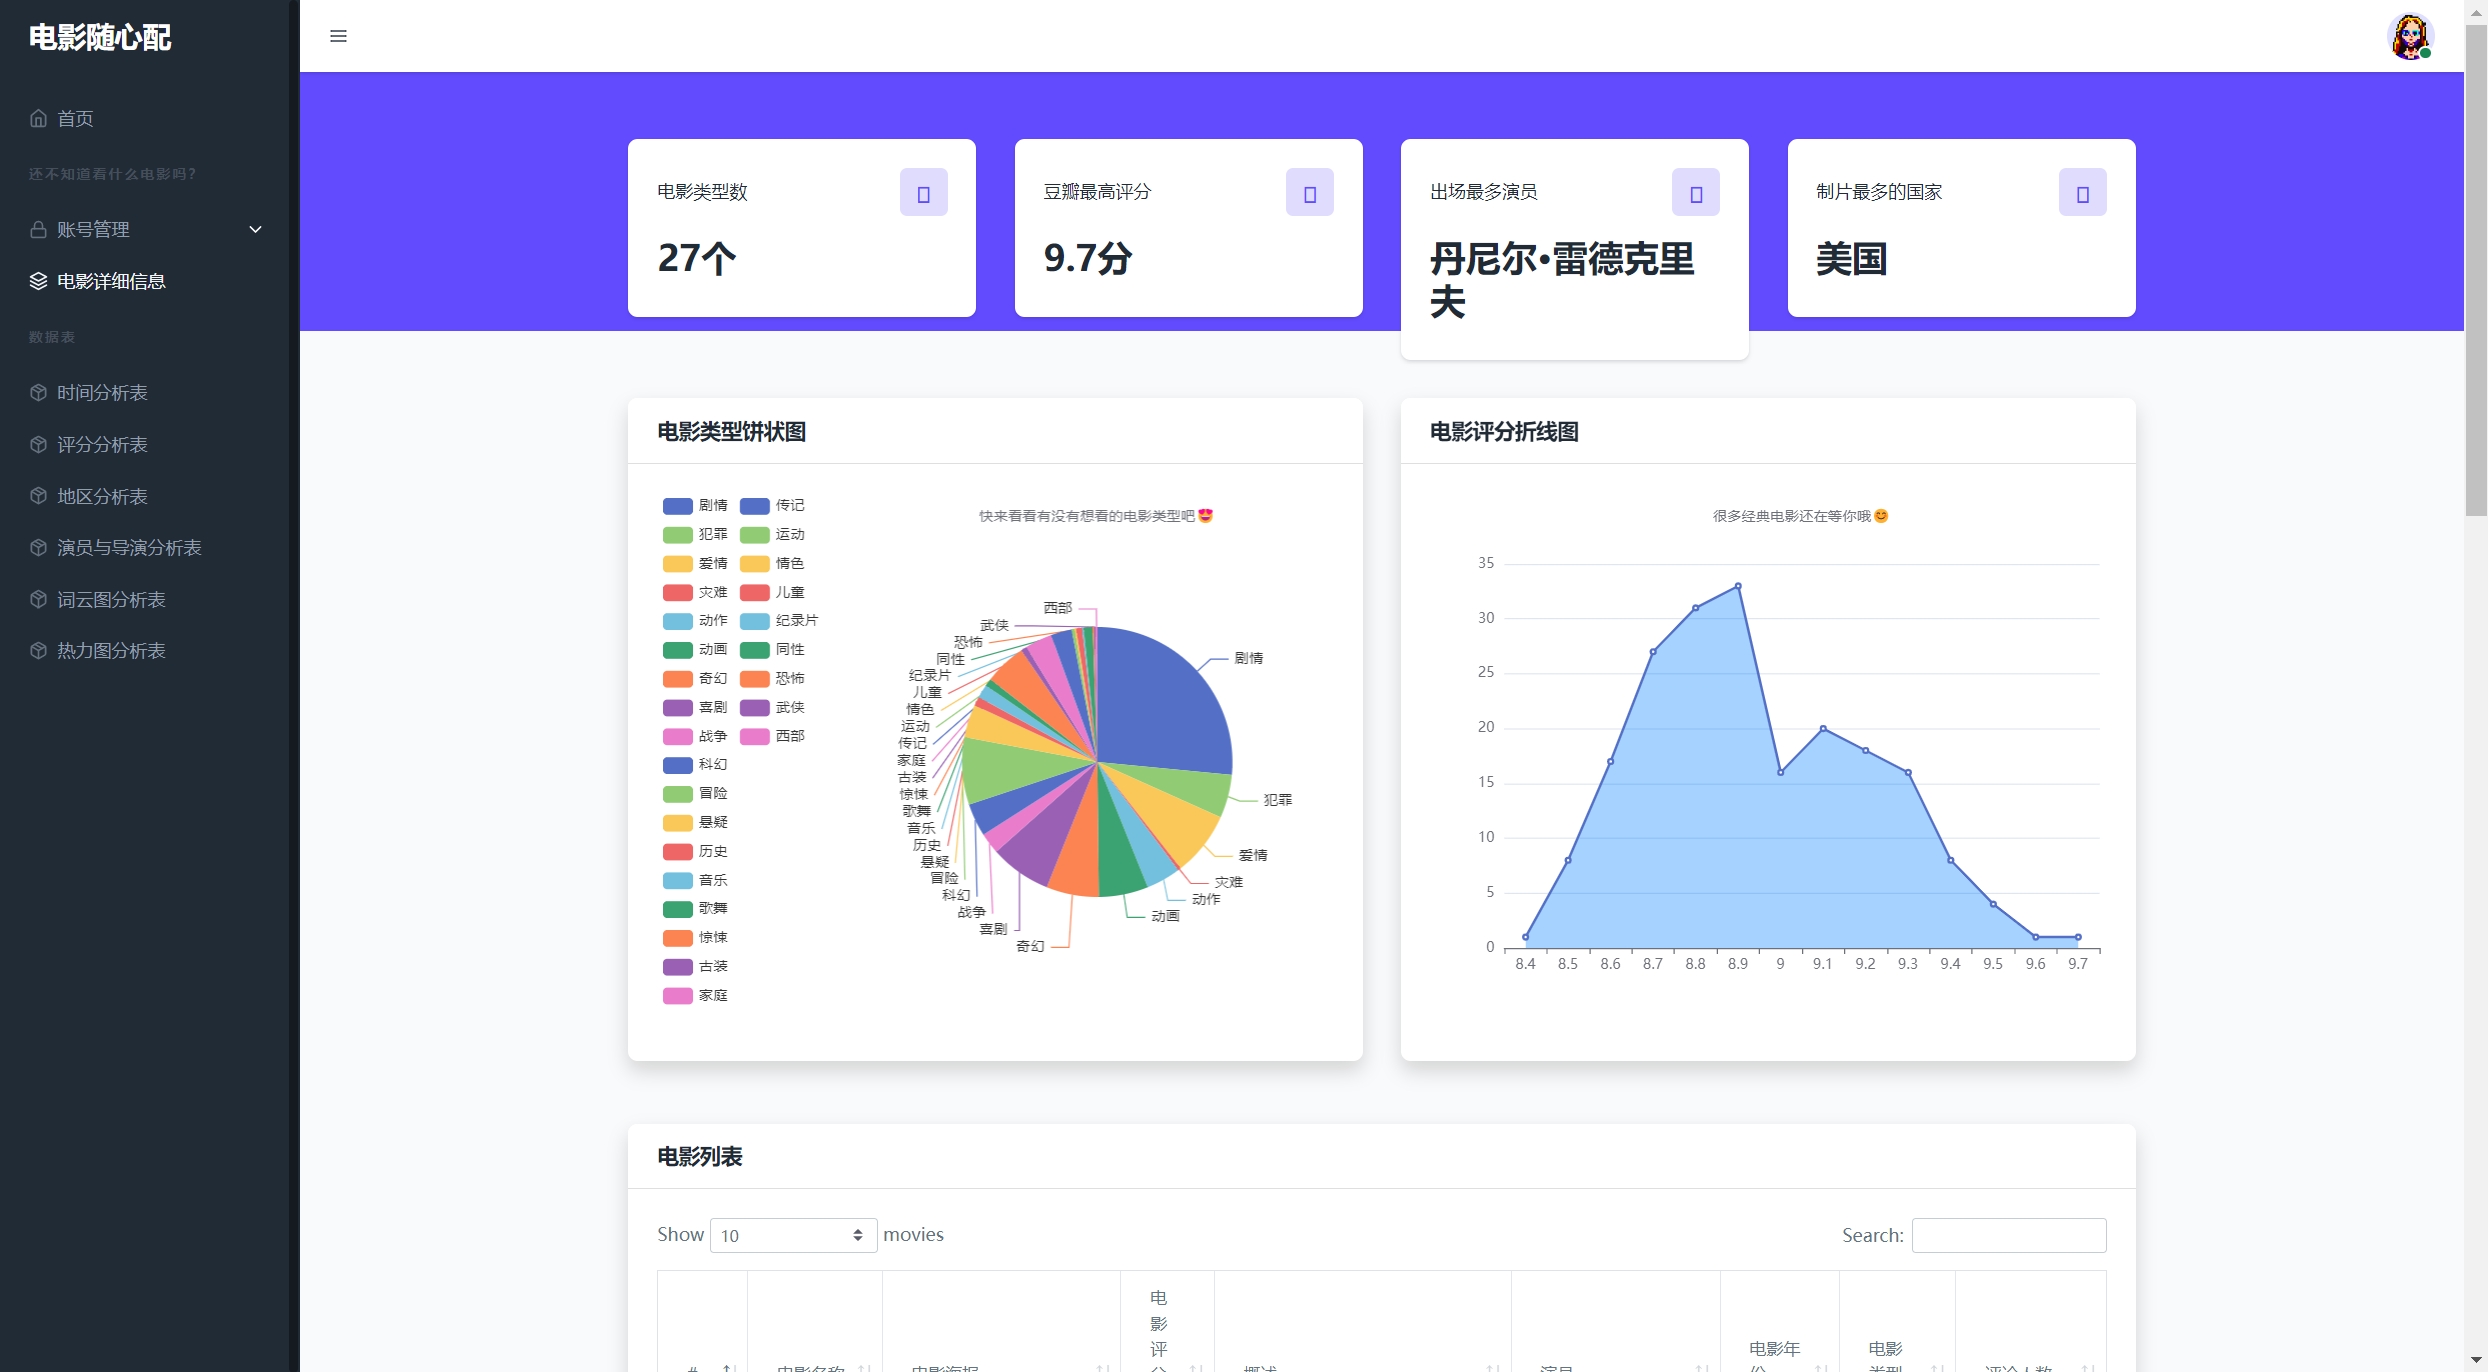 电影随心配
首页
还不知道看什么电影吗?
账号管理
电影详细信息
数据表
时间分析表
评分分析表
地区分析表
演员与导演分析表
词云图分析表
热力图分析表
电影类型数
27个
豆瓣最高评分
9.7分
出场最多演员
丹尼尔·雷德克里
夫
制片最多的国家
美国
电影类型饼状图
剧情 传记
犯罪 运动
爱情 情色
灾难 儿童
动作 纪录片
动画 同性
奇幻 恐怖
喜剧 武侠
战争 西部
科幻
冒险
悬疑
历史
音乐
歌舞
惊悚
古装
家庭
快来看看有没有想看的电影类型吧😍
西部
武侠
恐怖
同性
纪录片
儿童
情色
运动
传记
家庭
古装
惊悚
歌舞
音乐
历史
悬疑
冒险
科幻
战争
喜剧
奇幻
剧情
犯罪
爱情
灾难
动作
动画
电影评分折线图
很多经典电影还在等你哦😊
35
30
25
20
15
10
5
0
8.4 8.5 8.6 8.7 8.8 8.9 9 9.1 9.2 9.3 9.4 9.5 9.6 9.7
电影列表
Show 10 movies
Search:
# 电影名称 电影海报
电
影
评
分
概述 演员
电影年
份
电影
类型
评论人数